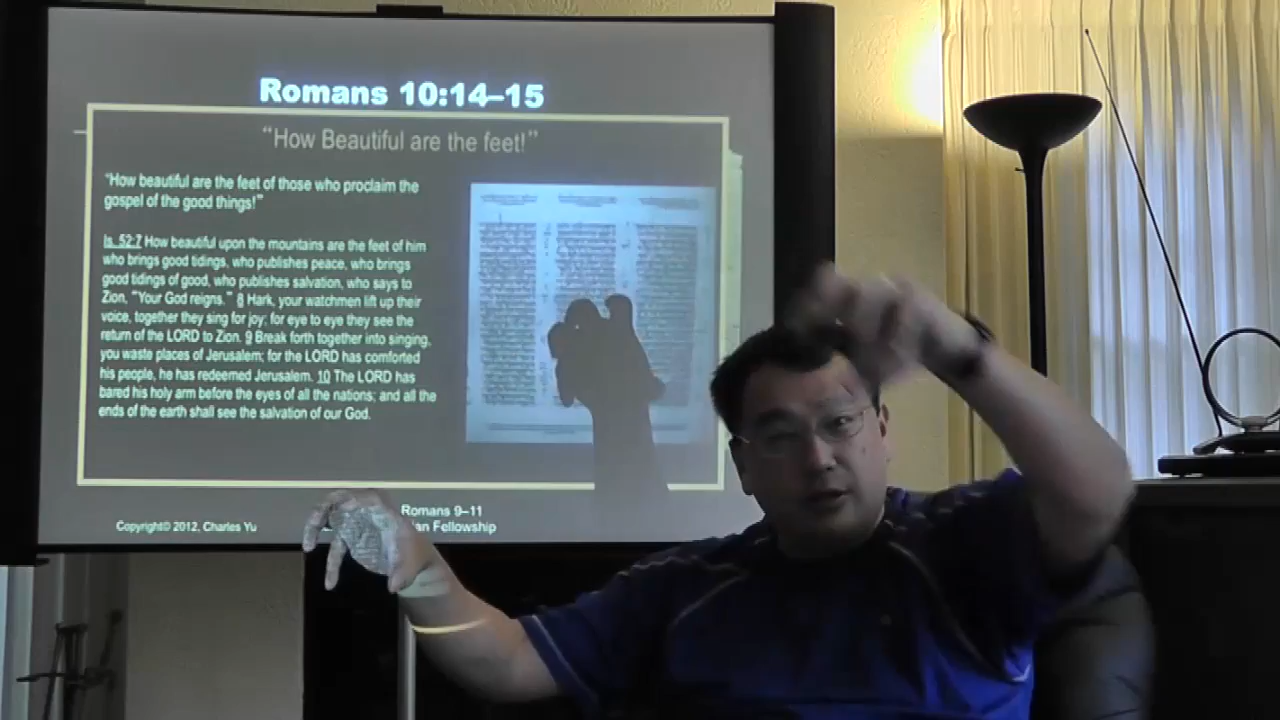 Romans 10:14–15
“How Beautiful are the feet!”
“How beautiful are the feet of those who proclaim the
gospel of the good things!”
Is. 52:7 How beautiful upon the mountains are the feet of him
who brings good tidings, who publishes peace, who brings
good tidings of good, who publishes salvation, who says to
Zion, “Your God reigns.” 8 Hark, your watchmen lift up their
voice, together they sing for joy; for eye to eye they see the
return of the LORD to Zion. 9 Break forth together into singing,
you waste places of Jerusalem; for the LORD has comforted
his people, he has redeemed Jerusalem. 10 The LORD has
bared his holy arm before the eyes of all the nations; and all the
ends of the earth shall see the salvation of our God.
Copyright© 2012, Charles Yu
Romans 9–11
Fellowship